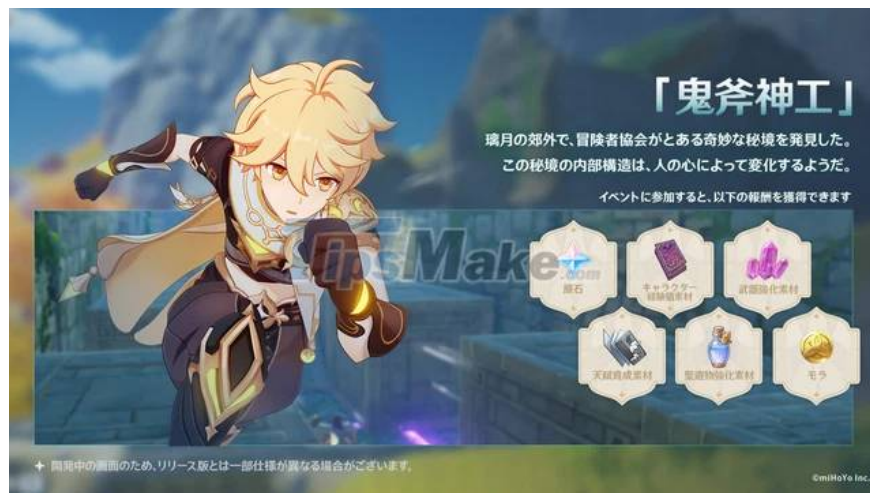 「鬼斧神工」
璃月の郊外で、冒険者協会がとある奇妙な秘境を発見した。
この秘境の内部構造は、人の心によって変化するようだ。
イベントに参加すると、以下の報酬を獲得できます
TipsMake.com
原石
キャラクター
経験値素材
武器強化素材
天賦育成素材
聖遺物強化素材
モラ
開発中の画面のため、リリース版とは一部仕様が異なる場合がございます。
©miHoYo Inc.